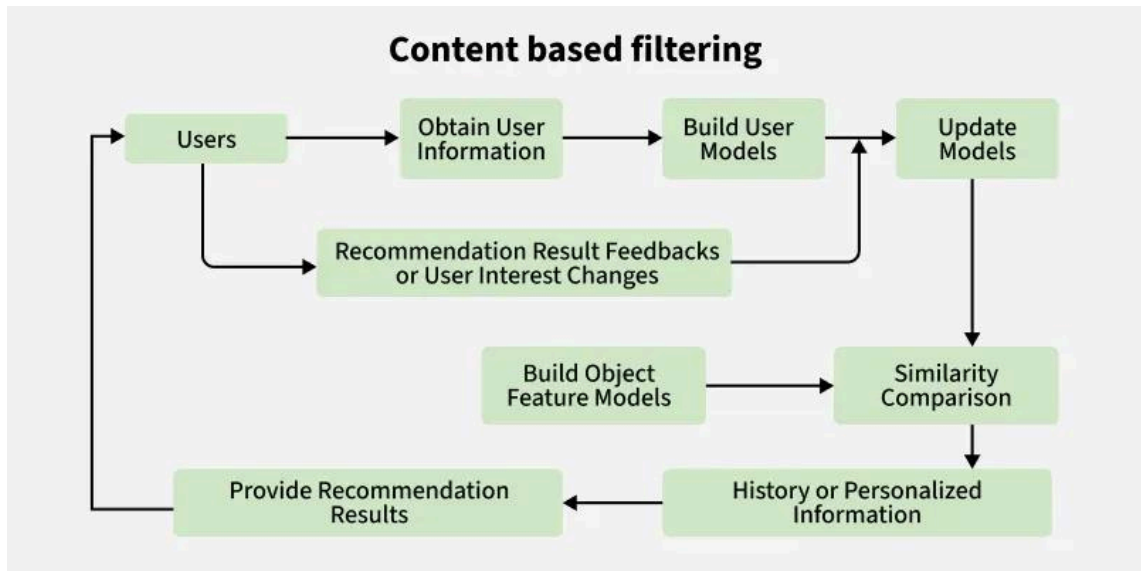 Content based filtering
Users
Obtain User
Information
Build User
Models
Update
Models
Recommendation Result Feedbacks
or User Interest Changes
Build Object
Feature Models
Similarity
Comparison
Provide Recommendation
Results
History or Personalized
Information